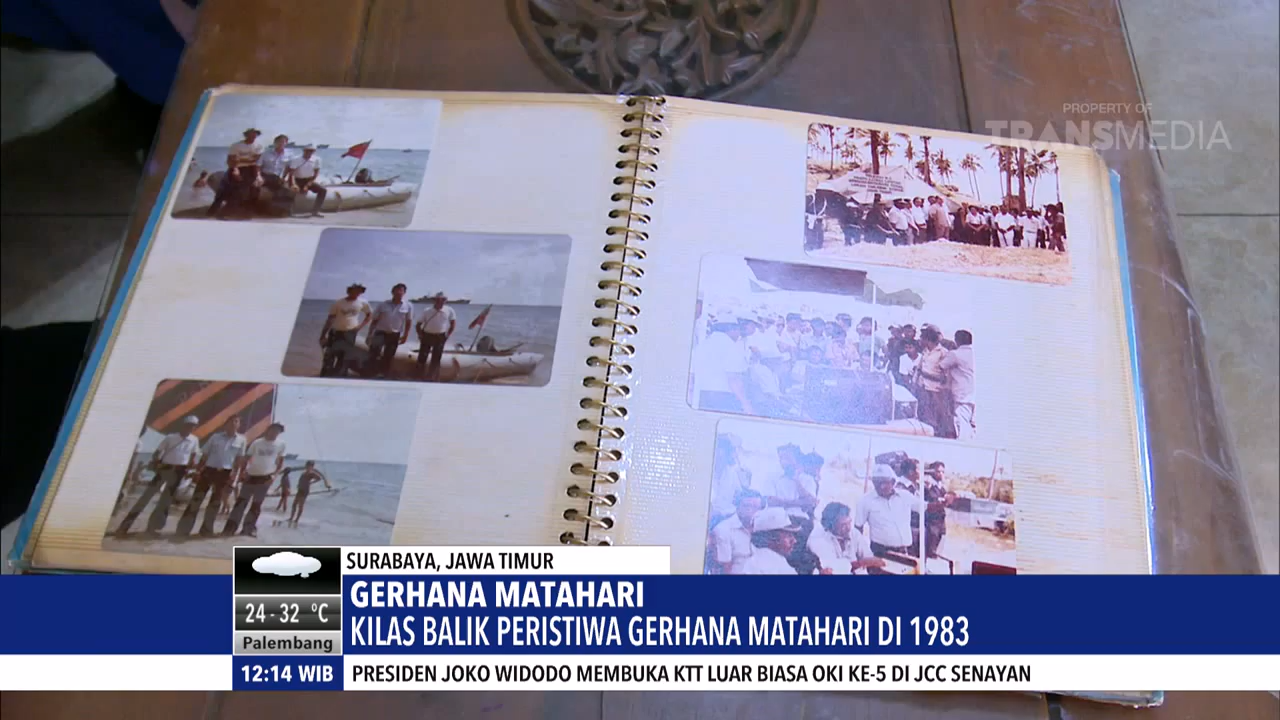 PROPERTY OF
TRANSMEDIA
SURABAYA, JAWA TIMUR
GERHANA MATAHARI
KILAS BALIK PERISTIWA GERHANA MATAHARI DI 1983
24 - 32 °C
Palembang
12:14 WIB
PRESIDEN JOKO WIDODO MEMBUKA KTT LUAR BIASA OKI KE-5 DI JCC SENAYAN